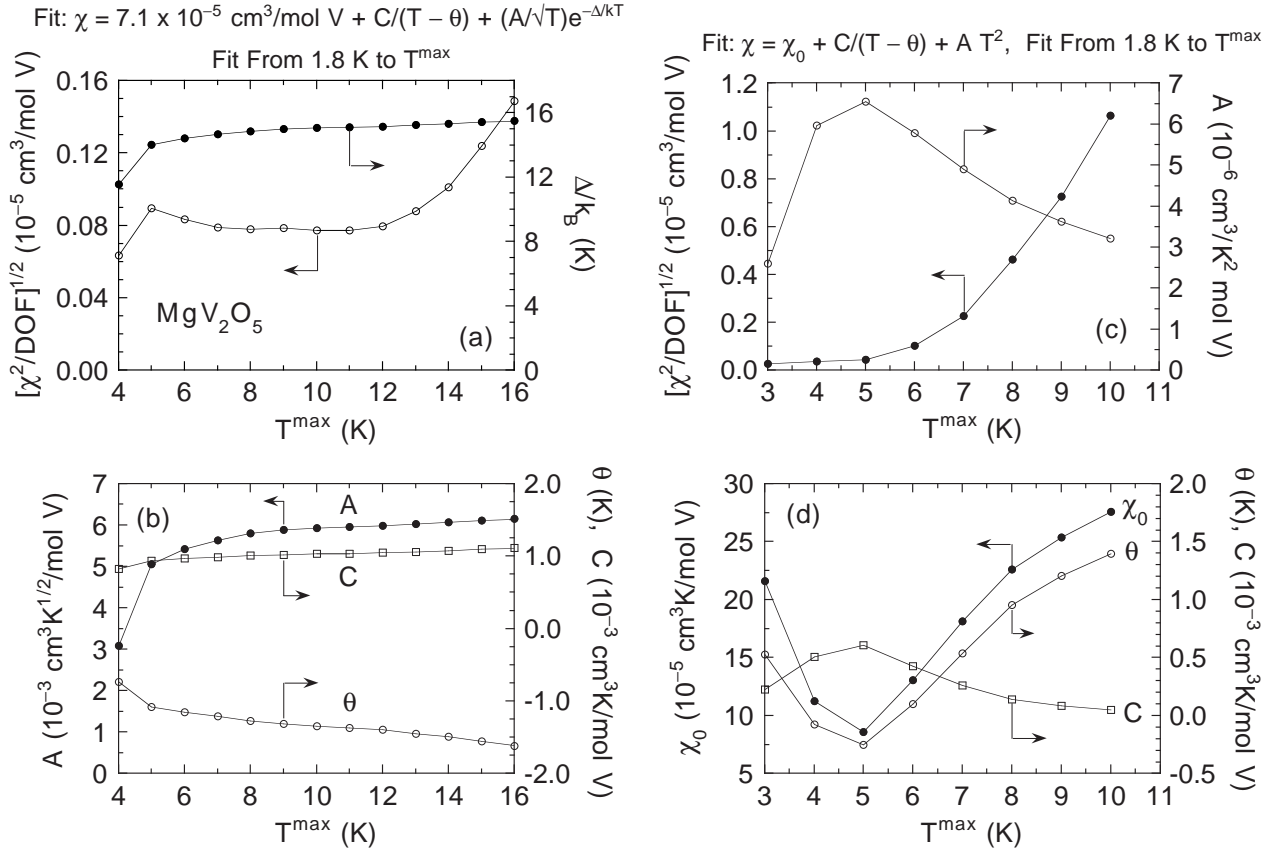 Fit: χ = 7.1 x 10⁻⁵ cm³/mol V + C/(T − θ) + (A/√T)e^−Δ/kT
Fit From 1.8 K to T^max
[χ²/DOF]^1/2 (10⁻⁵ cm³/mol V)
0.16
0.12
0.08
0.04
0.00
16
12
8
4
0
Δ/k_B (K)
MgV₂O₅
(a)
4 6 8 10 12 14 16
T^max (K)
Fit: χ = χ₀ + C/(T − θ) + A T², Fit From 1.8 K to T^max
[χ²/DOF]^1/2 (10⁻⁵ cm³/mol V)
1.2
1.0
0.8
0.6
0.4
0.2
0.0
7
6
5
4
3
2
1
0
A (10⁻⁶ cm³/K² mol V)
(c)
3 4 5 6 7 8 9 10 11
T^max (K)
A (10⁻³ cm³K^1/2/mol V)
7
6
5
4
3
2
1
0
(b)
A
C
θ
2.0
1.0
0.0
-1.0
-2.0
θ (K), C (10⁻³ cm³K/mol V)
4 6 8 10 12 14 16
T^max (K)
χ₀ (10⁻⁵ cm³K/mol V)
30
25
20
15
10
5
(d)
χ₀
θ
C
2.0
1.5
1.0
0.5
0.0
-0.5
θ (K), C (10⁻³ cm³K/mol V)
3 4 5 6 7 8 9 10 11
T^max (K)